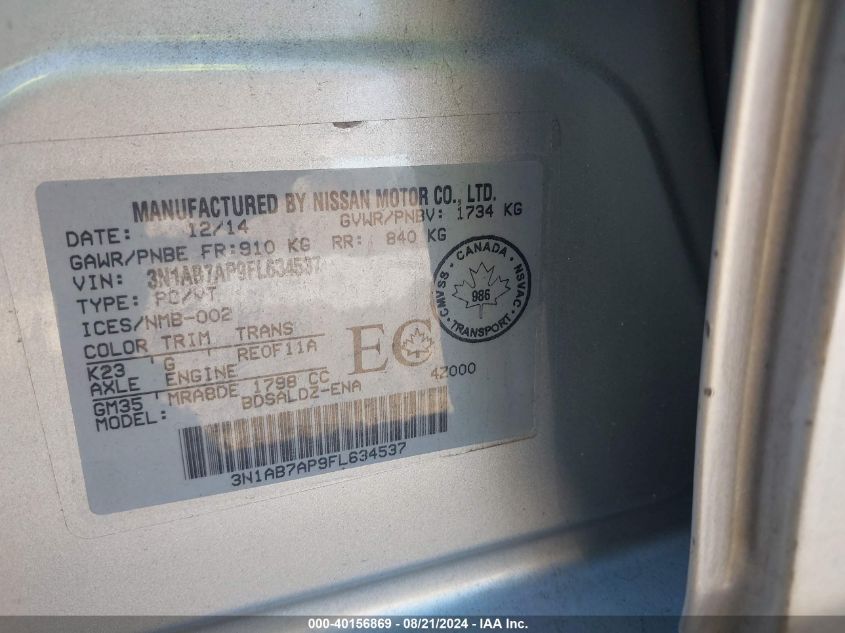 MANUFACTURED BY NISSAN MOTOR CO., LTD.
DATE: 12/14 GVWR/PNBV: 1734 KG
GAWR/PNBE FR:910 KG RR: 840 KG
VIN: 3N1AB7AP9FL634537
TYPE: PC/VT
ICES/NMB-002
COLOR TRIM TRANS
K23 G RE0F11A
AXLE ENGINE
GM35 MRA8DE 1798 CC
MODEL: BDSALDZ-ENA
EC
4Z000
CANADA
CMVSS NSVAC
986
TRANSPORT
3N1AB7AP9FL634537
000-40156869 - 08/21/2024 - IAA Inc.